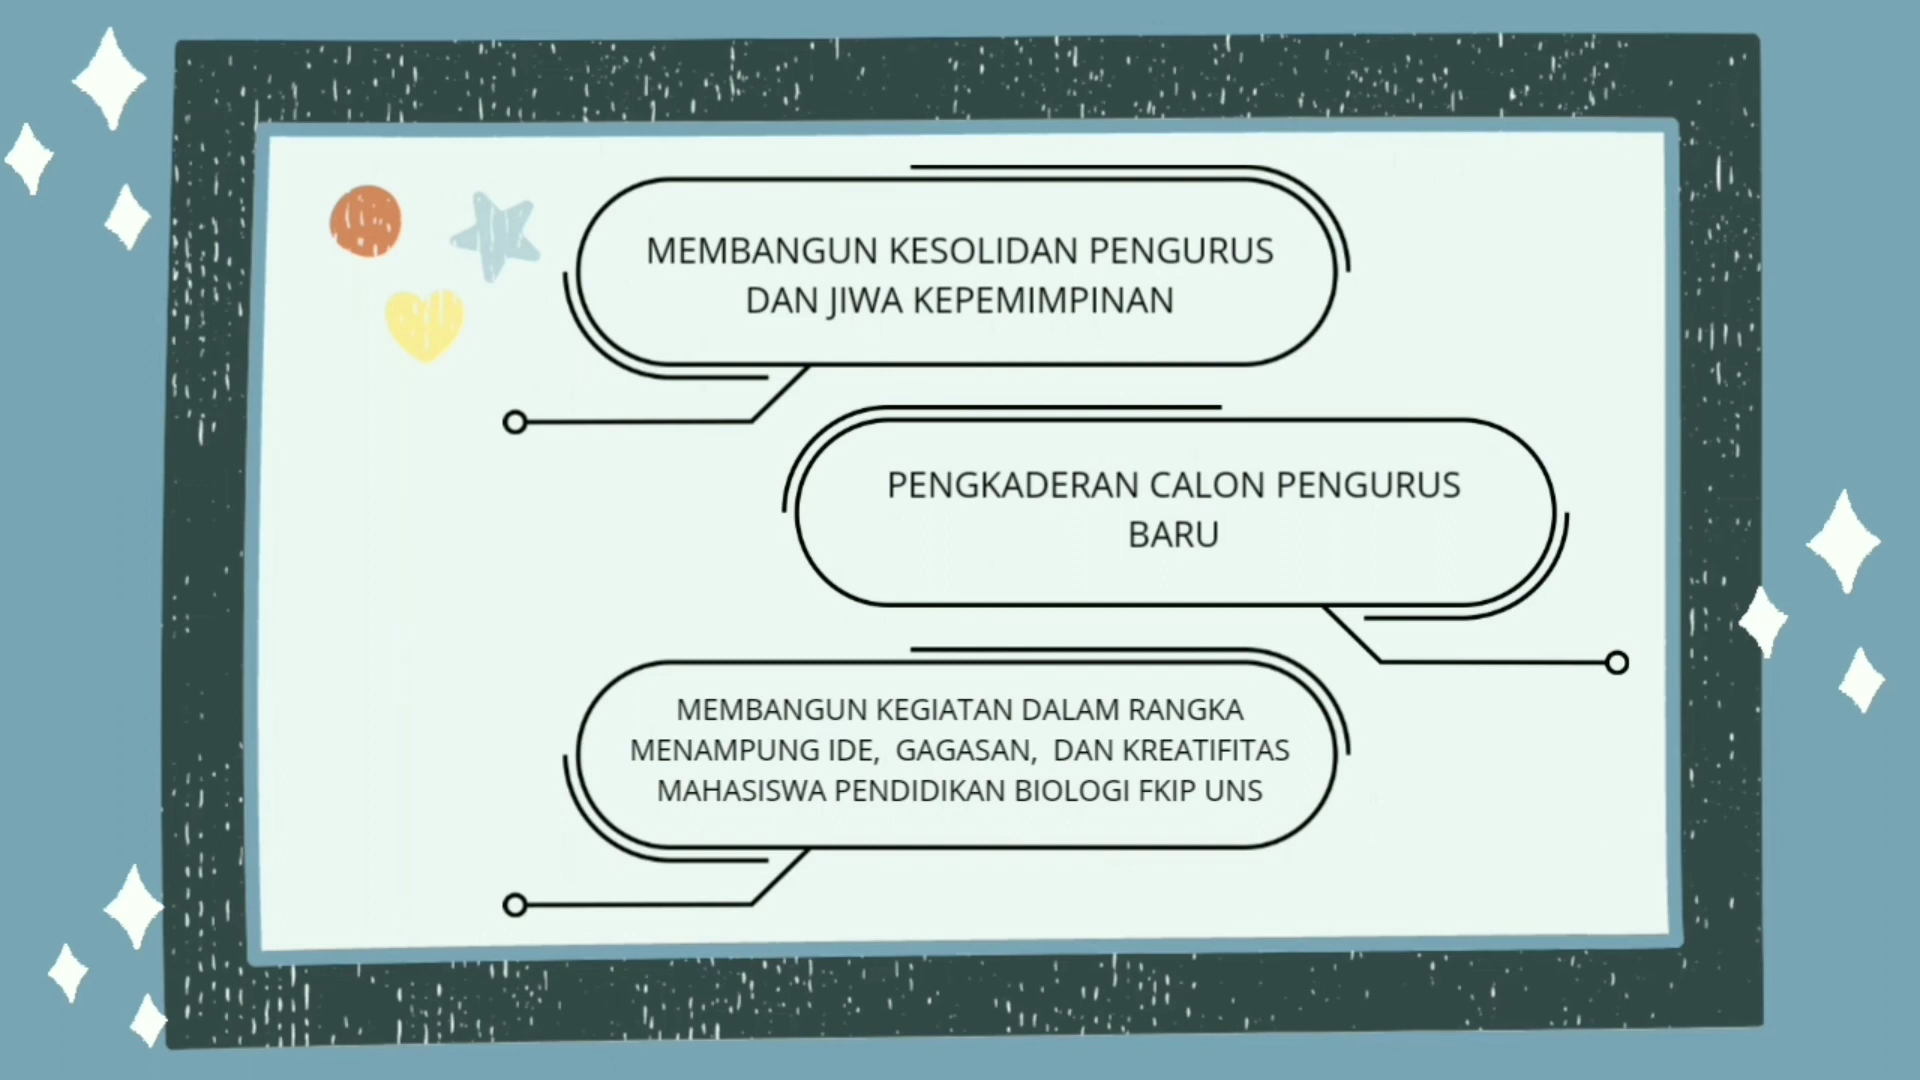 MEMBANGUN KESOLIDAN PENGURUS
DAN JIWA KEPEMIMPINAN
PENGKADERAN CALON PENGURUS
BARU
MEMBANGUN KEGIATAN DALAM RANGKA
MENAMPUNG IDE, GAGASAN, DAN KREATIFITAS
MAHASISWA PENDIDIKAN BIOLOGI FKIP UNS